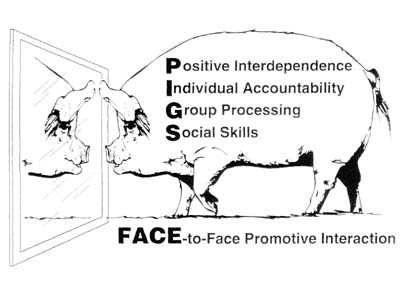 Positive Interdependence
Individual Accountability
Group Processing
Social Skills
FACE-to-Face Promotive Interaction